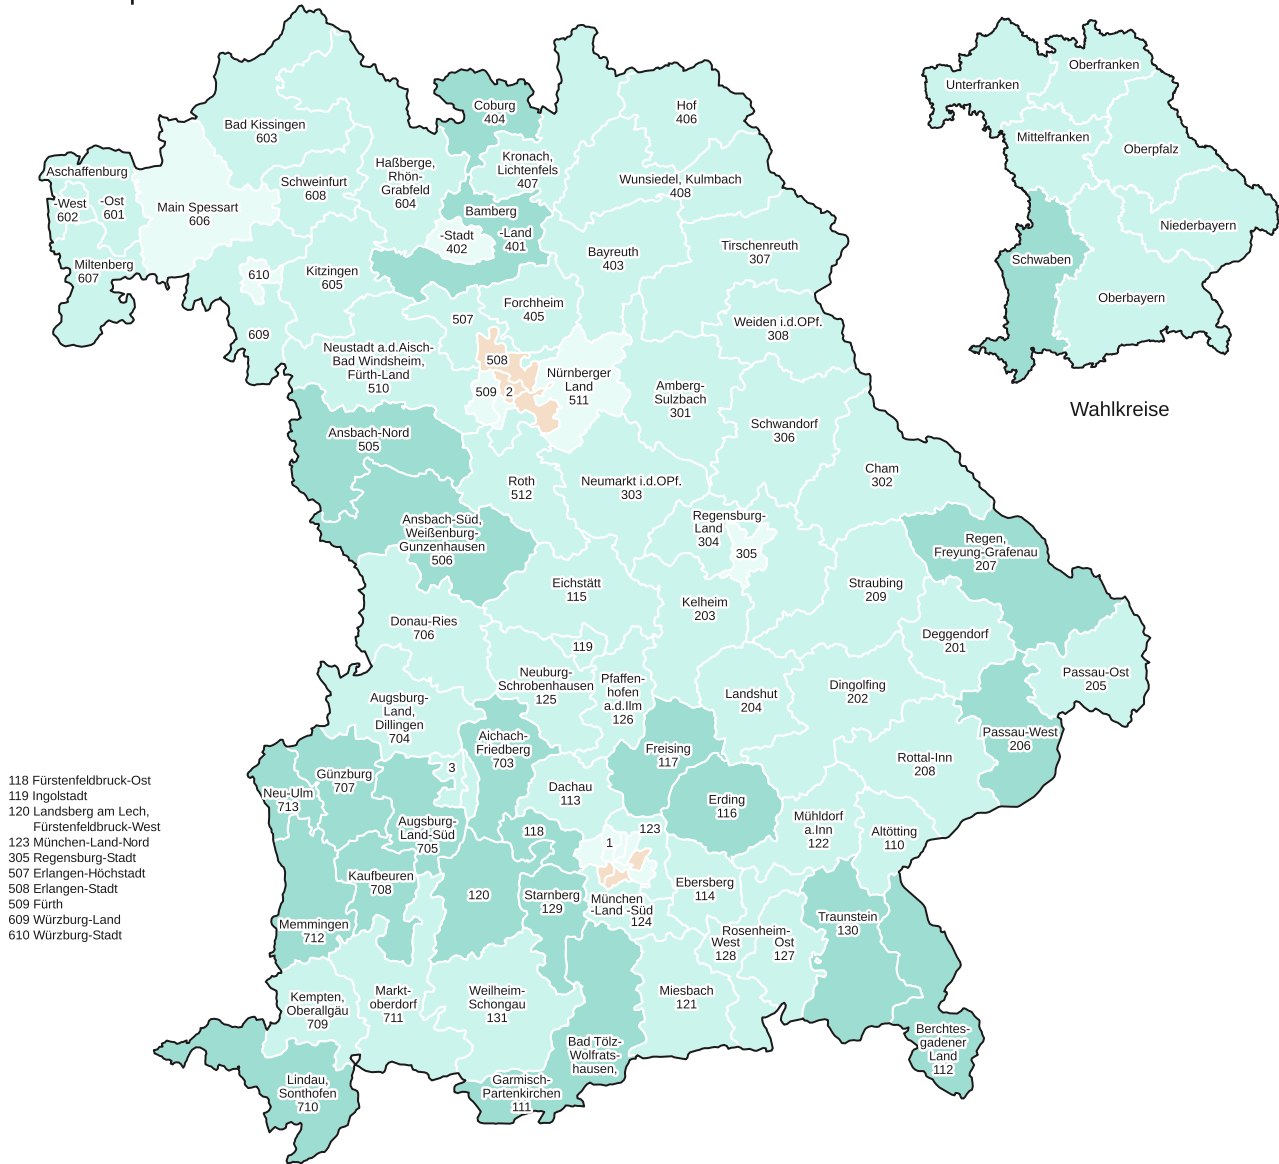 Coburg
404
Hof
406
Bad Kissingen
603
Kronach,
Lichtenfels
407
Haßberge,
Rhön-
Grabfeld
604
Aschaffenburg
-West
602
-Ost
601
Main Spessart
606
Schweinfurt
608
Wunsiedel, Kulmbach
408
Bamberg
-Stadt
402
-Land
401
Bayreuth
403
Tirschenreuth
307
Miltenberg
607
610
Kitzingen
605
Forchheim
405
507
609
Weiden i.d.OPf.
308
Neustadt a.d.Aisch-
Bad Windsheim,
Fürth-Land
510
508
509
2
Nürnberger
Land
511
Amberg-
Sulzbach
301
Schwandorf
306
Ansbach-Nord
505
Cham
302
Roth
512
Neumarkt i.d.OPf.
303
Ansbach-Süd,
Weißenburg-
Gunzenhausen
506
Regensburg-
Land
304
305
Regen,
Freyung-Grafenau
207
Eichstätt
115
Straubing
209
Kelheim
203
Donau-Ries
706
119
Deggendorf
201
Neuburg-
Schrobenhausen
125
Pfaffen-
hofen
a.d.Ilm
126
Landshut
204
Dingolfing
202
Passau-Ost
205
Augsburg-
Land,
Dillingen
704
Aichach-
Friedberg
703
Freising
117
Passau-West
206
Rottal-Inn
208
3
Günzburg
707
Neu-Ulm
713
Dachau
113
Erding
116
Augsburg-
Land-Süd
705
118
1
123
Mühldorf
a.Inn
122
Altötting
110
Kaufbeuren
708
120
Starnberg
129
München
-Land -Süd
124
Ebersberg
114
Memmingen
712
Traunstein
130
Rosenheim-
West
128
Ost
127
Kempten,
Oberallgäu
709
Markt-
oberdorf
711
Weilheim-
Schongau
131
Miesbach
121
Bad Tölz-
Wolfrats-
hausen,
Garmisch-
Partenkirchen
111
Berchtes-
gadener
Land
112
Lindau,
Sonthofen
710
Unterfranken
Oberfranken
Mittelfranken
Oberpfalz
Niederbayern
Schwaben
Oberbayern
Wahlkreise
118 Fürstenfeldbruck-Ost
119 Ingolstadt
120 Landsberg am Lech,
Fürstenfeldbruck-West
123 München-Land-Nord
305 Regensburg-Stadt
507 Erlangen-Höchstadt
508 Erlangen-Stadt
509 Fürth
609 Würzburg-Land
610 Würzburg-Stadt